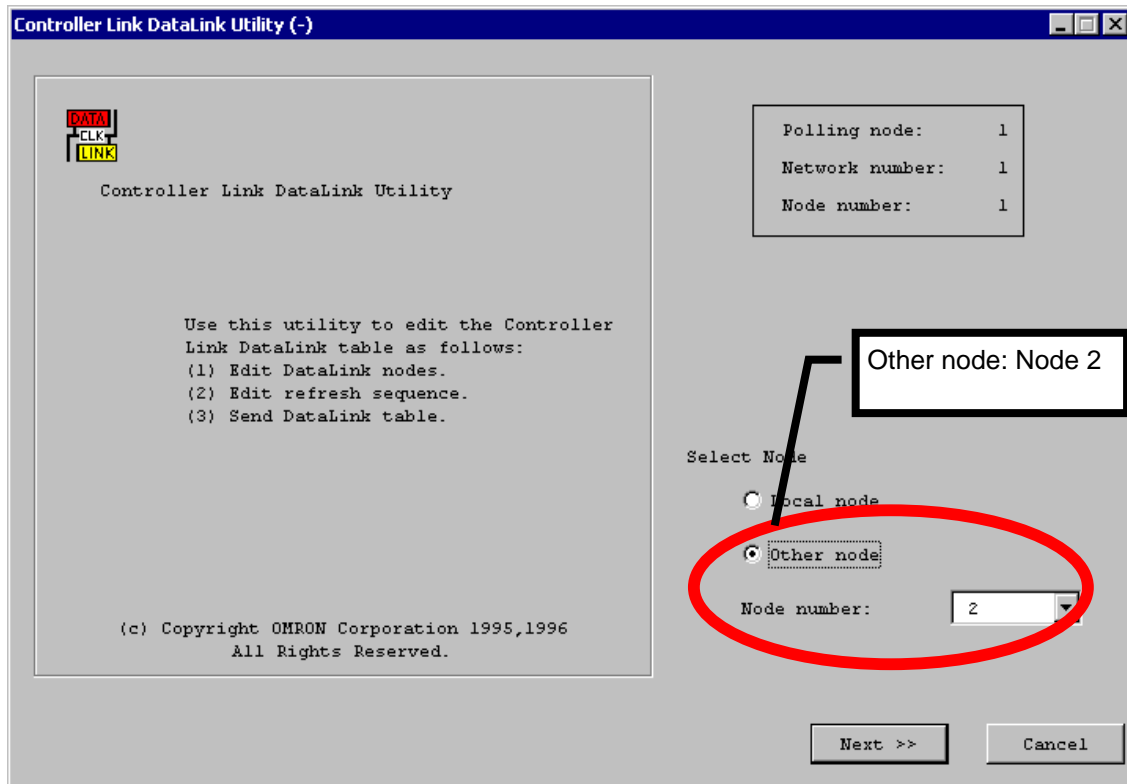 Controller Link DataLink Utility (-)
DATA
CLK
LINK
Controller Link DataLink Utility
Use this utility to edit the Controller
Link DataLink table as follows:
(1) Edit DataLink nodes.
(2) Edit refresh sequence.
(3) Send DataLink table.
(c) Copyright OMRON Corporation 1995,1996
All Rights Reserved.
Polling node: 1
Network number: 1
Node number: 1
Other node: Node 2
Select Node
Local node
Other node
Node number: 2
Next >>
Cancel